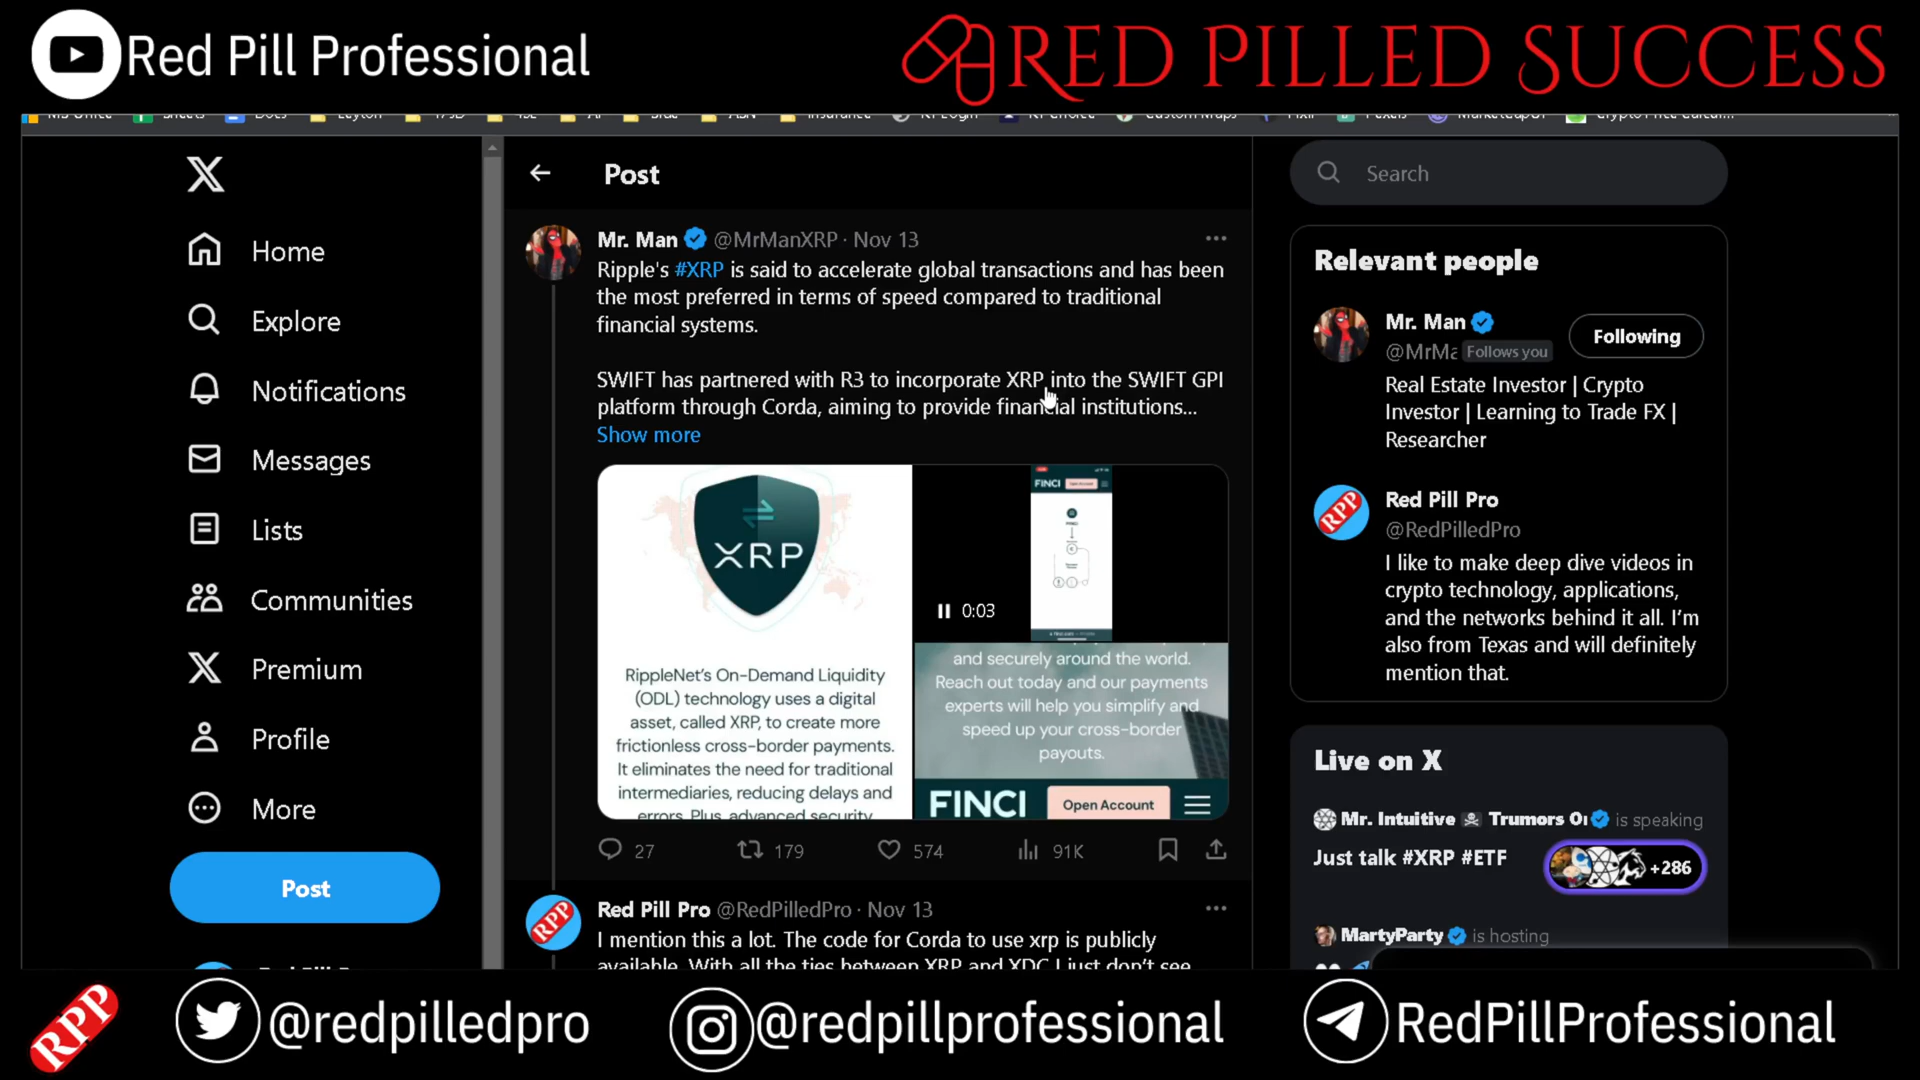 Red Pill Professional
RED PILLED SUCCESS
Post
Search
Mr. Man @MrManXRP · Nov 13
Ripple's #XRP is said to accelerate global transactions and has been
the most preferred in terms of speed compared to traditional
financial systems.
SWIFT has partnered with R3 to incorporate XRP into the SWIFT GPI
platform through Corda, aiming to provide financial institutions...
Show more
XRP
RippleNet's On-Demand Liquidity
(ODL) technology uses a digital
asset, called XRP, to create more
frictionless cross-border payments.
It eliminates the need for traditional
intermediaries, reducing delays and
errors. Plus, advanced security
FINCI
0:03
and securely around the world.
Reach out today and our payments
experts will help you simplify and
speed up your cross-border
payouts.
FINCI
Open Account
27
179
574
91K
Red Pill Pro @RedPilledPro · Nov 13
I mention this a lot. The code for Corda to use xrp is publicly
available. With all the ties between XRP and XDC I just don't see
Home
Explore
Notifications
Messages
Lists
Communities
Premium
Profile
More
Post
Relevant people
Mr. Man
Following
@MrMa Follows you
Real Estate Investor | Crypto
Investor | Learning to Trade FX |
Researcher
Red Pill Pro
@RedPilledPro
I like to make deep dive videos in
crypto technology, applications,
and the networks behind it all. I'm
also from Texas and will definitely
mention that.
Live on X
Mr. Intuitive Trumors is speaking
Just talk #XRP #ETF
+286
MartyParty is hosting
RPP
@redpilledpro
@redpillprofessional
RedPillProfessional